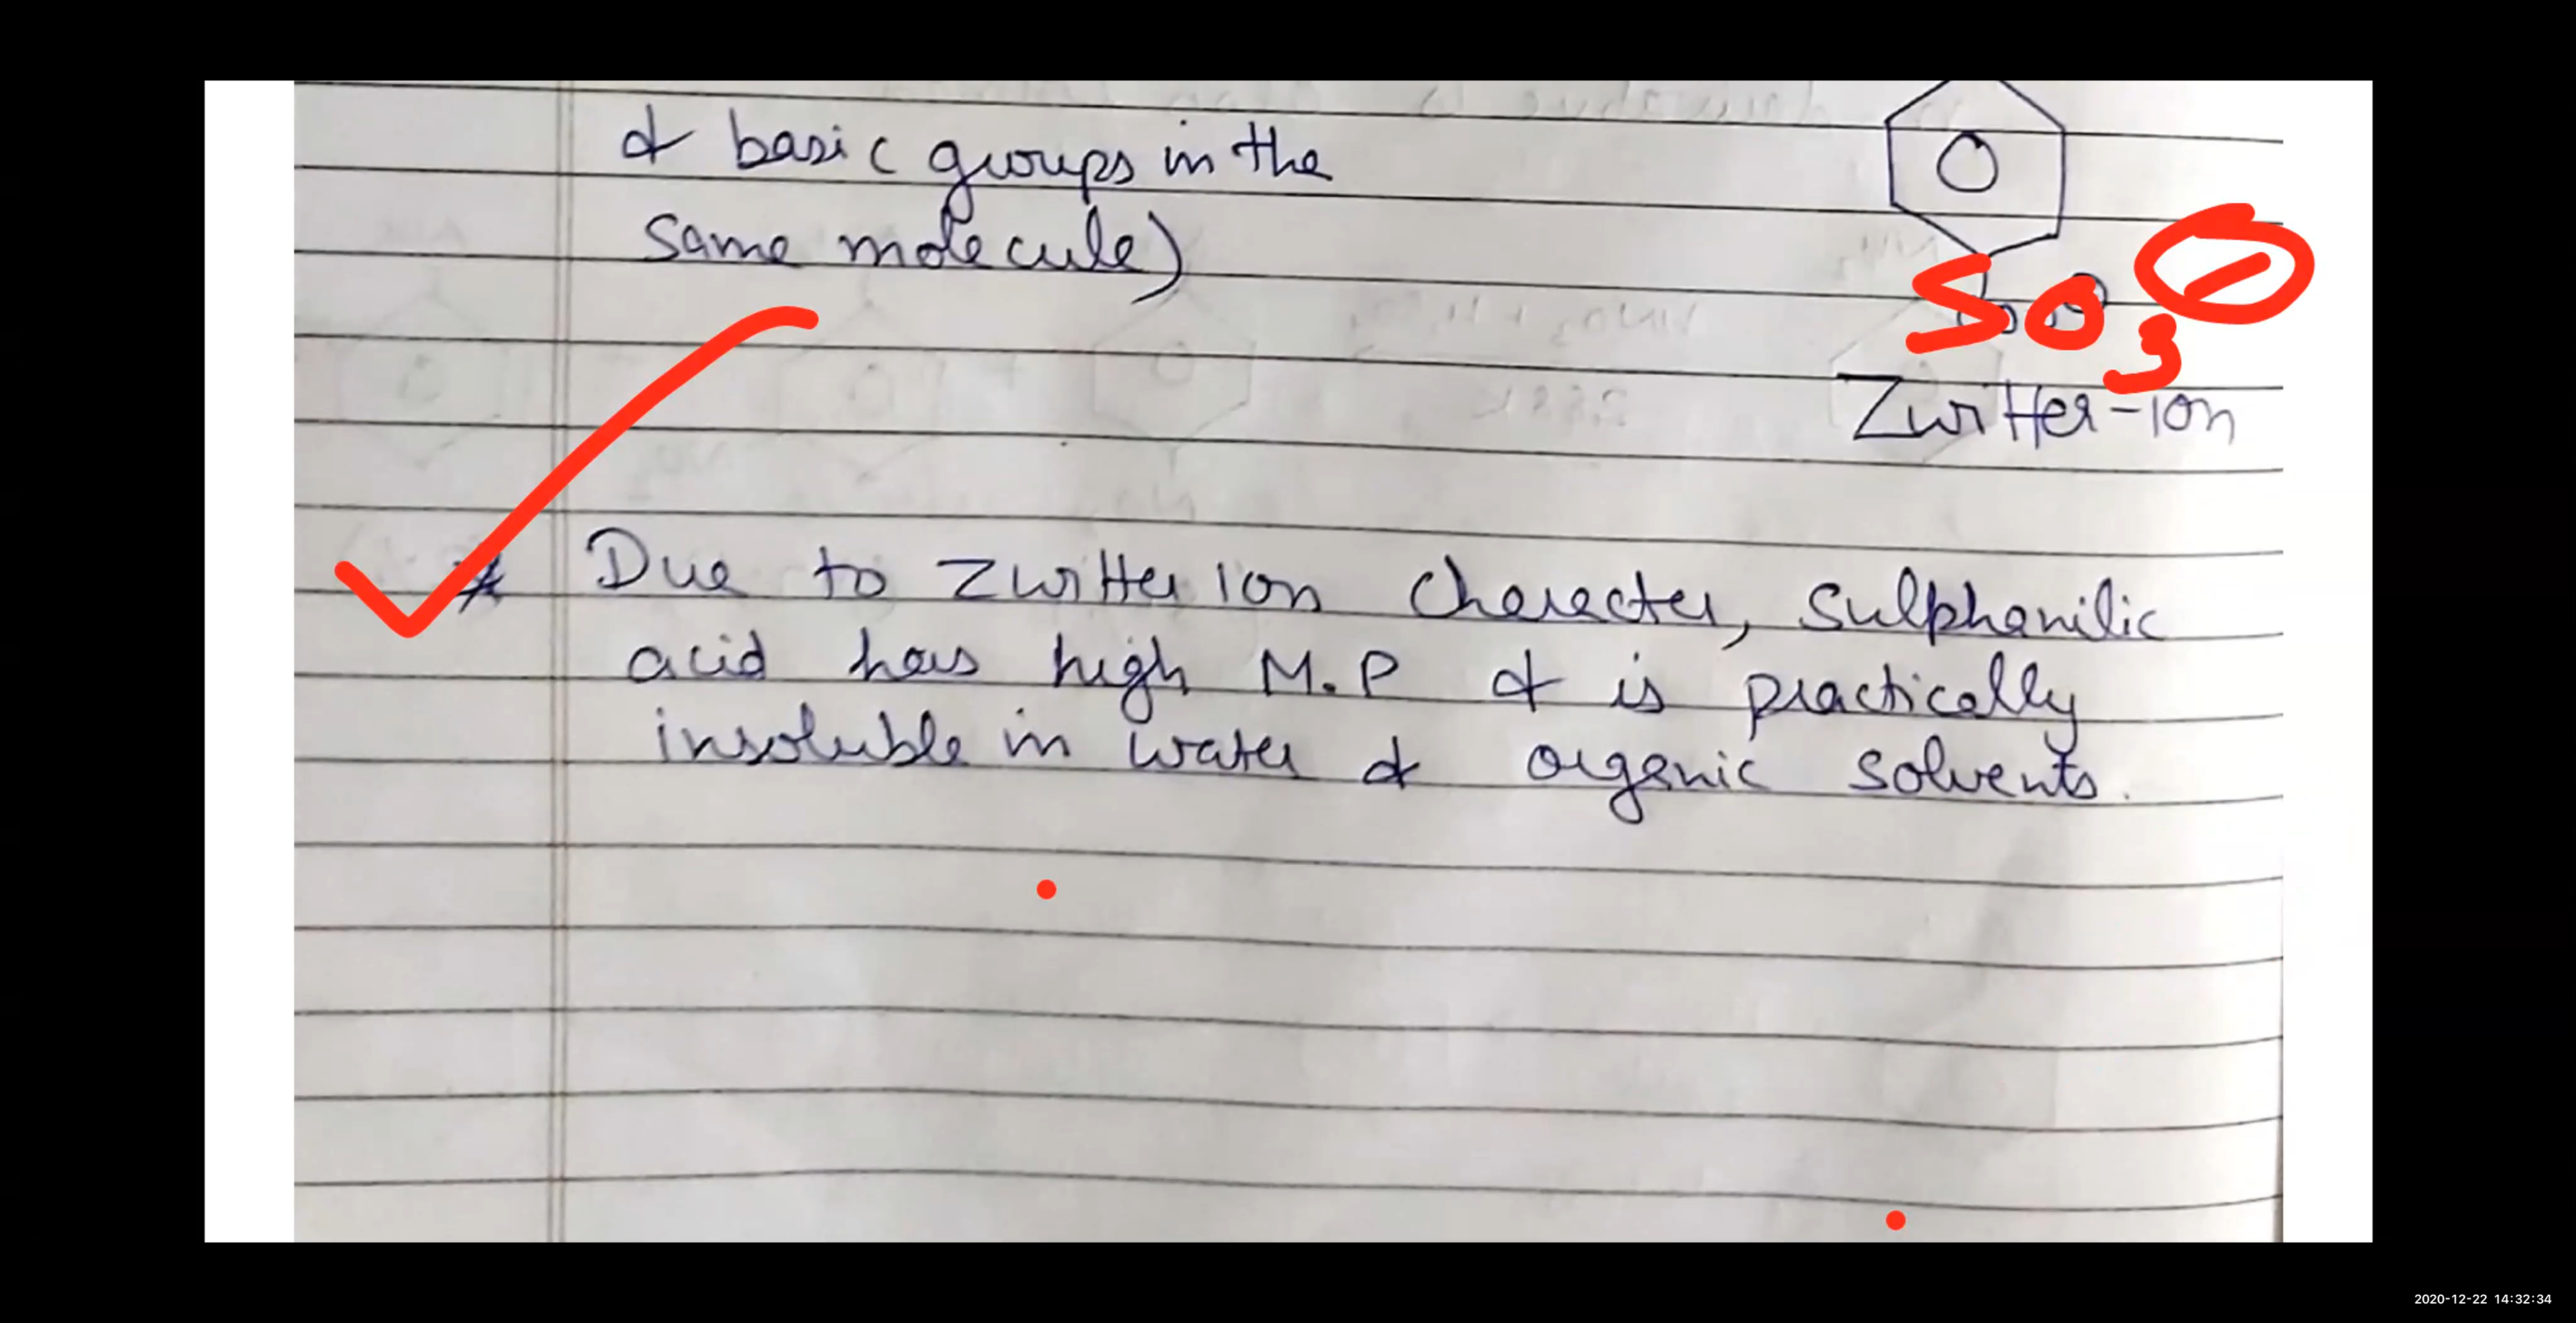 & basic groups in the
same molecule)
SO3⊖
Zwitter-ion
* Due to Zwitter ion Cherecter, Sulphanilic
acid has high M.P & is practically
insoluble in water & organic solvents.
2020-12-22 14:32:34